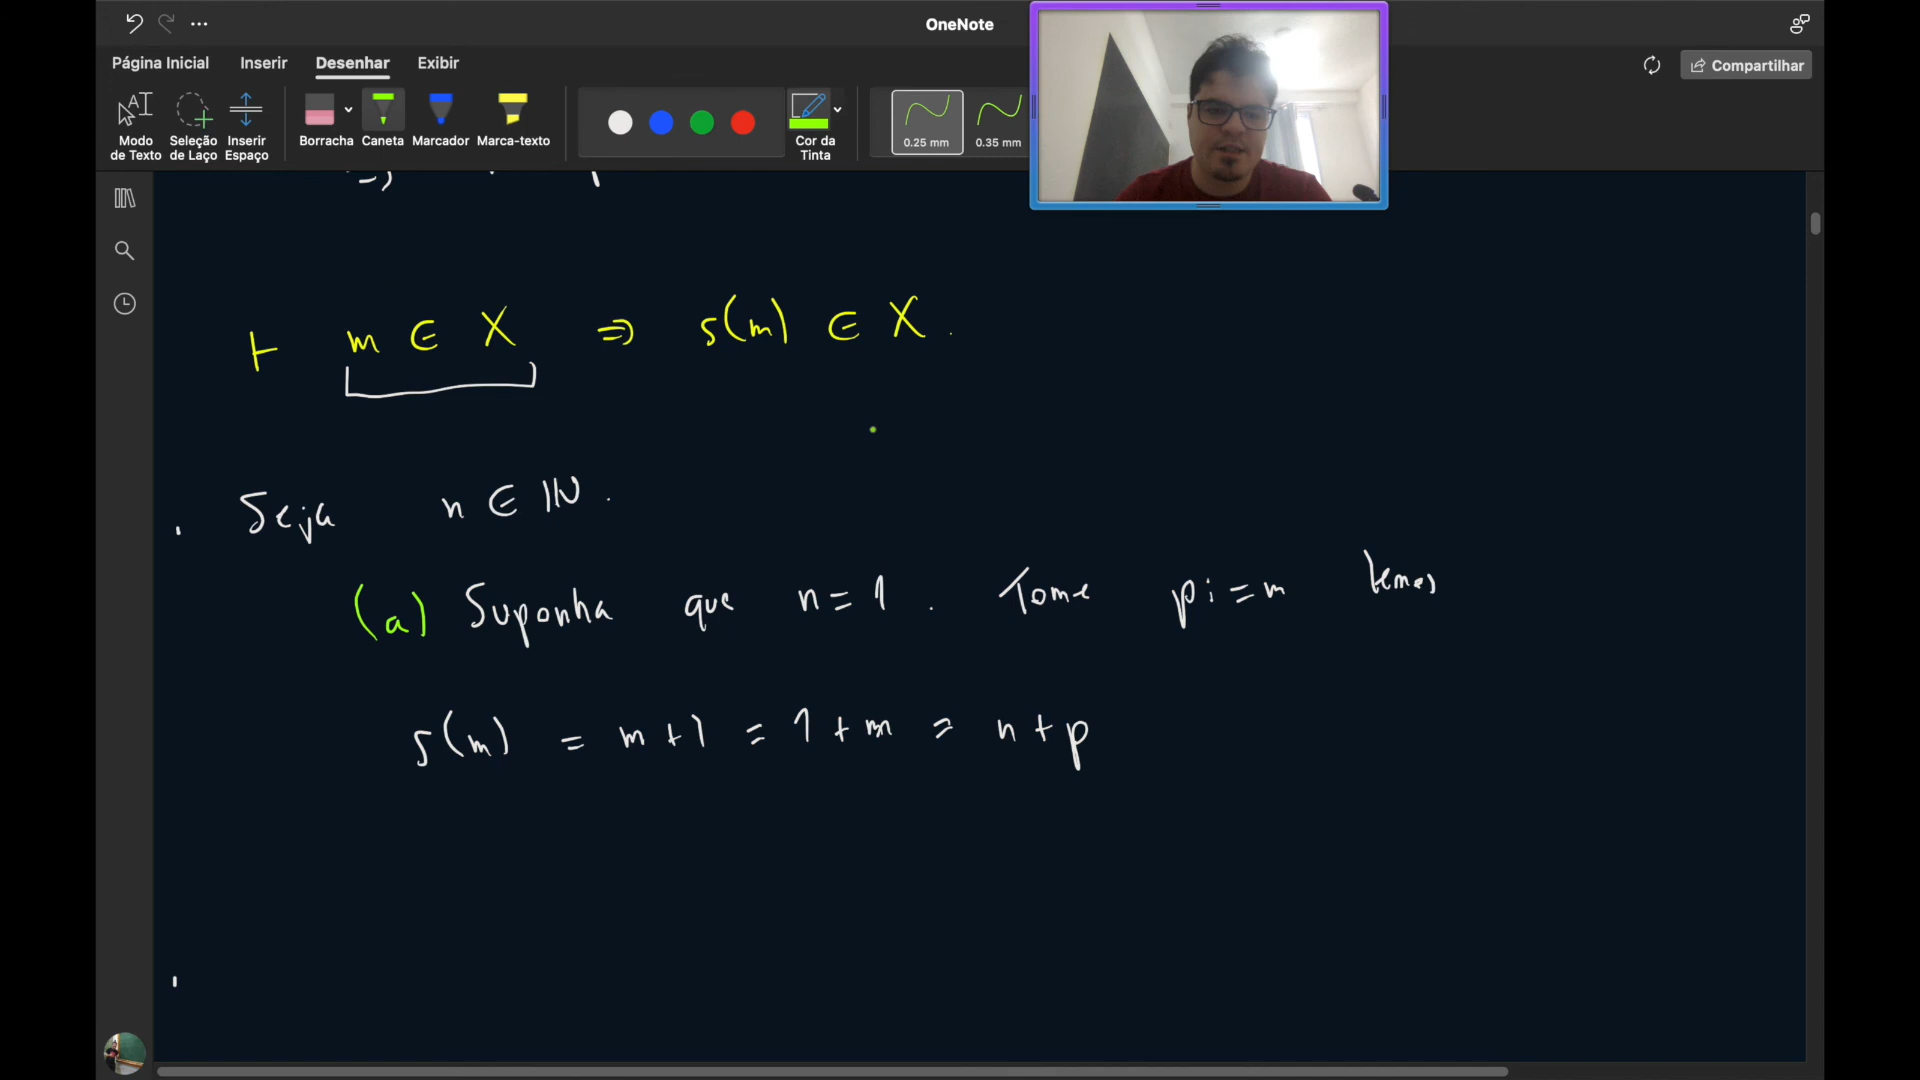 OneNote
Página Inicial Inserir Desenhar Exibir
Compartilhar
Modo de Texto Seleção de Laço Inserir Espaço Borracha Caneta Marcador Marca-texto Cor da Tinta 0.25 mm 0.35 mm
⊢ m ∈ X ⇒ s(m) ∈ X.
. Seja n ∈ ℕ.
(a) Suponha que n = 1. Tome p := m temos
s(m) = m + 1 = 1 + m = n + p